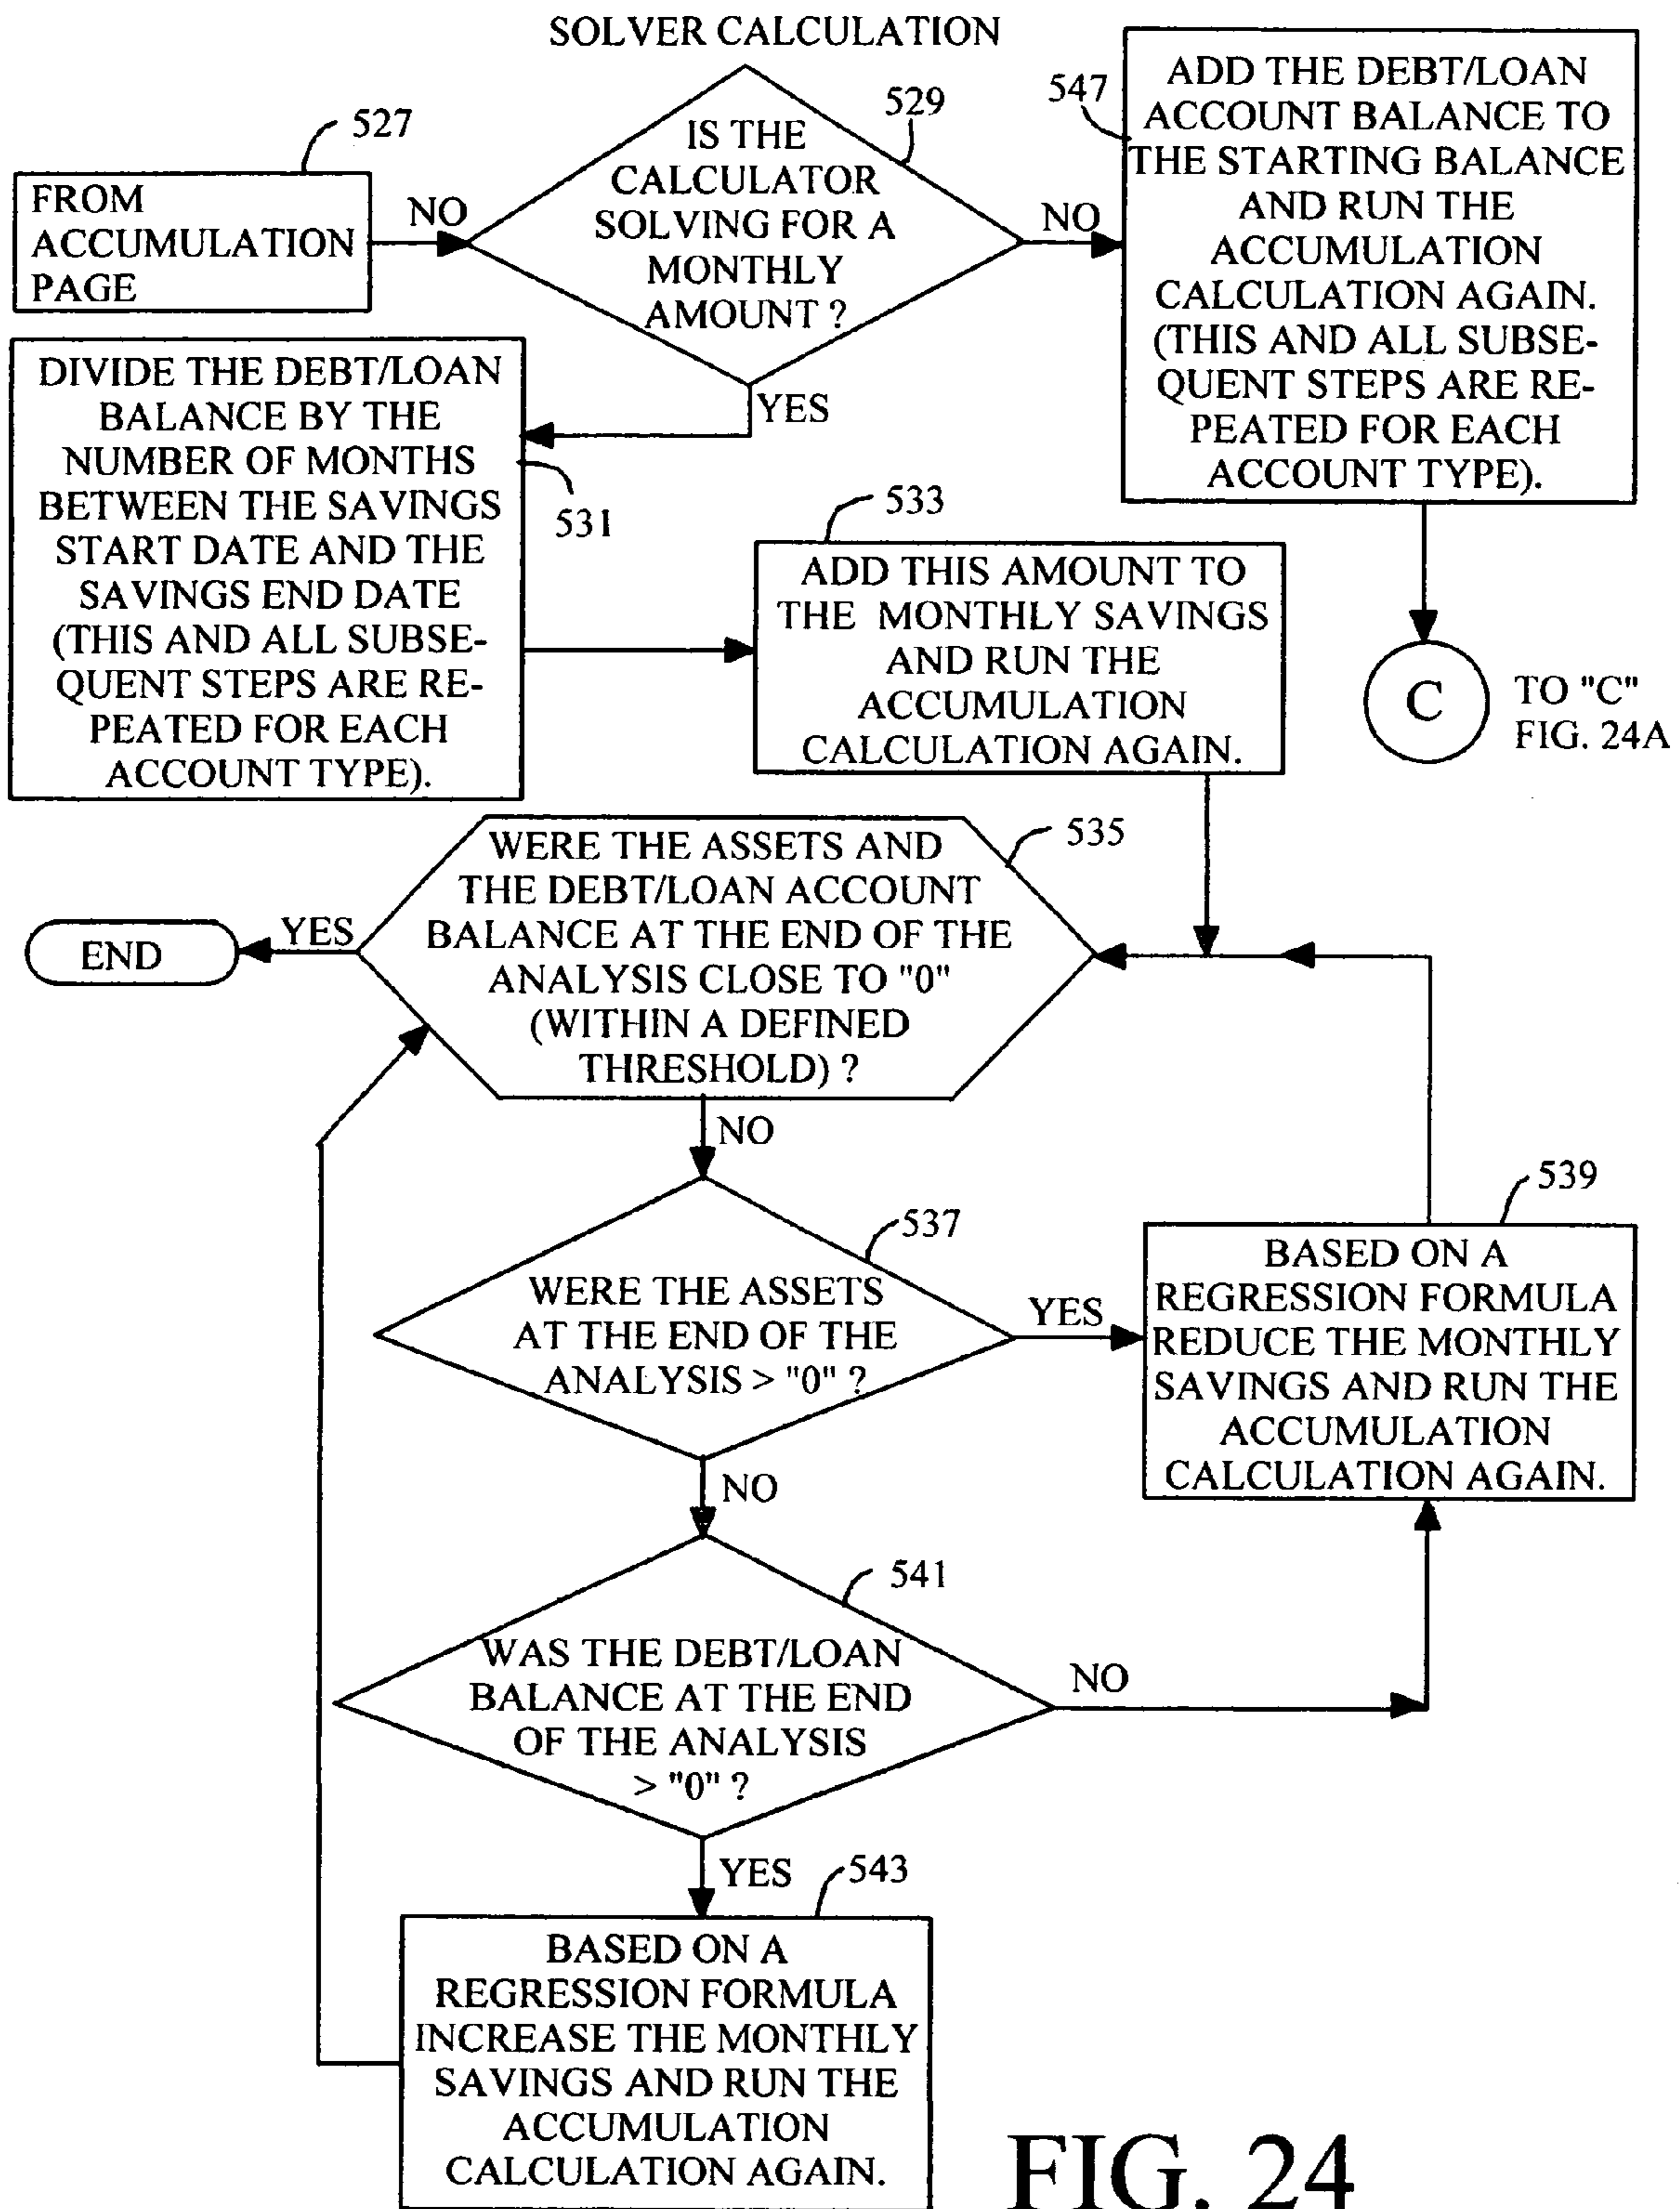 SOLVER CALCULATION
527
FROM
ACCUMULATION
PAGE
NO
529
IS THE
CALCULATOR
SOLVING FOR A
MONTHLY
AMOUNT ?
NO
YES
547
ADD THE DEBT/LOAN
ACCOUNT BALANCE TO
THE STARTING BALANCE
AND RUN THE
ACCUMULATION
CALCULATION AGAIN.
(THIS AND ALL SUBSE-
QUENT STEPS ARE RE-
PEATED FOR EACH
ACCOUNT TYPE).
C
TO "C"
FIG. 24A
DIVIDE THE DEBT/LOAN
BALANCE BY THE
NUMBER OF MONTHS
BETWEEN THE SAVINGS
START DATE AND THE
SAVINGS END DATE
(THIS AND ALL SUBSE-
QUENT STEPS ARE RE-
PEATED FOR EACH
ACCOUNT TYPE).
531
533
ADD THIS AMOUNT TO
THE MONTHLY SAVINGS
AND RUN THE
ACCUMULATION
CALCULATION AGAIN.
535
WERE THE ASSETS AND
THE DEBT/LOAN ACCOUNT
BALANCE AT THE END OF THE
ANALYSIS CLOSE TO "0"
(WITHIN A DEFINED
THRESHOLD) ?
YES
END
NO
537
WERE THE ASSETS
AT THE END OF THE
ANALYSIS > "0" ?
YES
539
BASED ON A
REGRESSION FORMULA
REDUCE THE MONTHLY
SAVINGS AND RUN THE
ACCUMULATION
CALCULATION AGAIN.
NO
541
WAS THE DEBT/LOAN
BALANCE AT THE END
OF THE ANALYSIS
> "0" ?
NO
YES
543
BASED ON A
REGRESSION FORMULA
INCREASE THE MONTHLY
SAVINGS AND RUN THE
ACCUMULATION
CALCULATION AGAIN.
FIG. 24